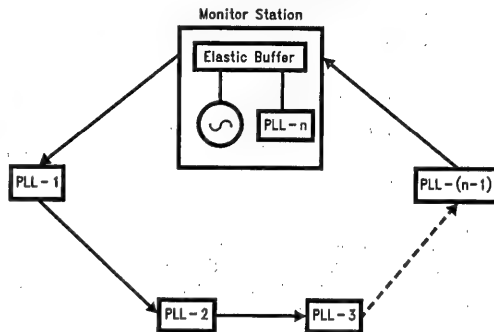 Monitor Station
Elastic Buffer
PLL-n
PLL-1
PLL-(n-1)
PLL-2
PLL-3